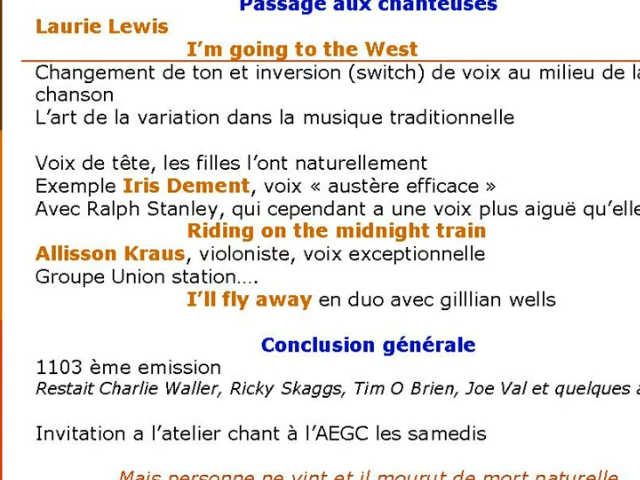 Passage aux chanteuses
Laurie Lewis
I'm going to the West
Changement de ton et inversion (switch) de voix au milieu de la
chanson
L'art de la variation dans la musique traditionnelle
Voix de tête, les filles l'ont naturellement
Exemple Iris Dement, voix « austère efficace »
Avec Ralph Stanley, qui cependant a une voix plus aiguë qu'elle
Riding on the midnight train
Allisson Kraus, violoniste, voix exceptionnelle
Groupe Union station….
I'll fly away en duo avec gilllian wells
Conclusion générale
1103 ème emission
Restait Charlie Waller, Ricky Skaggs, Tim O Brien, Joe Val et quelques
Invitation a l'atelier chant à l'AEGC les samedis
Mais personne ne vint et il mourut de mort naturelle